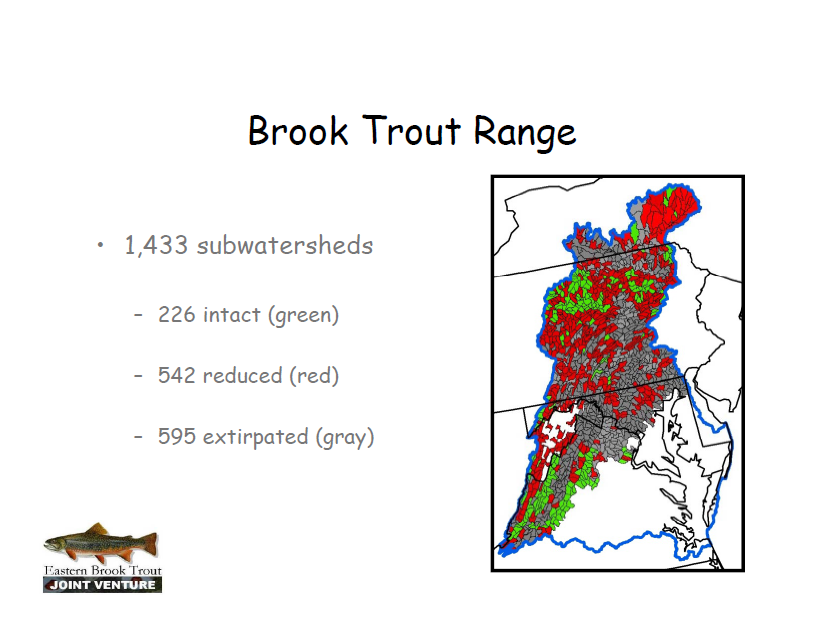 Brook Trout Range
• 1,433 subwatersheds
– 226 intact (green)
– 542 reduced (red)
– 595 extirpated (gray)
Eastern Brook Trout
JOINT VENTURE